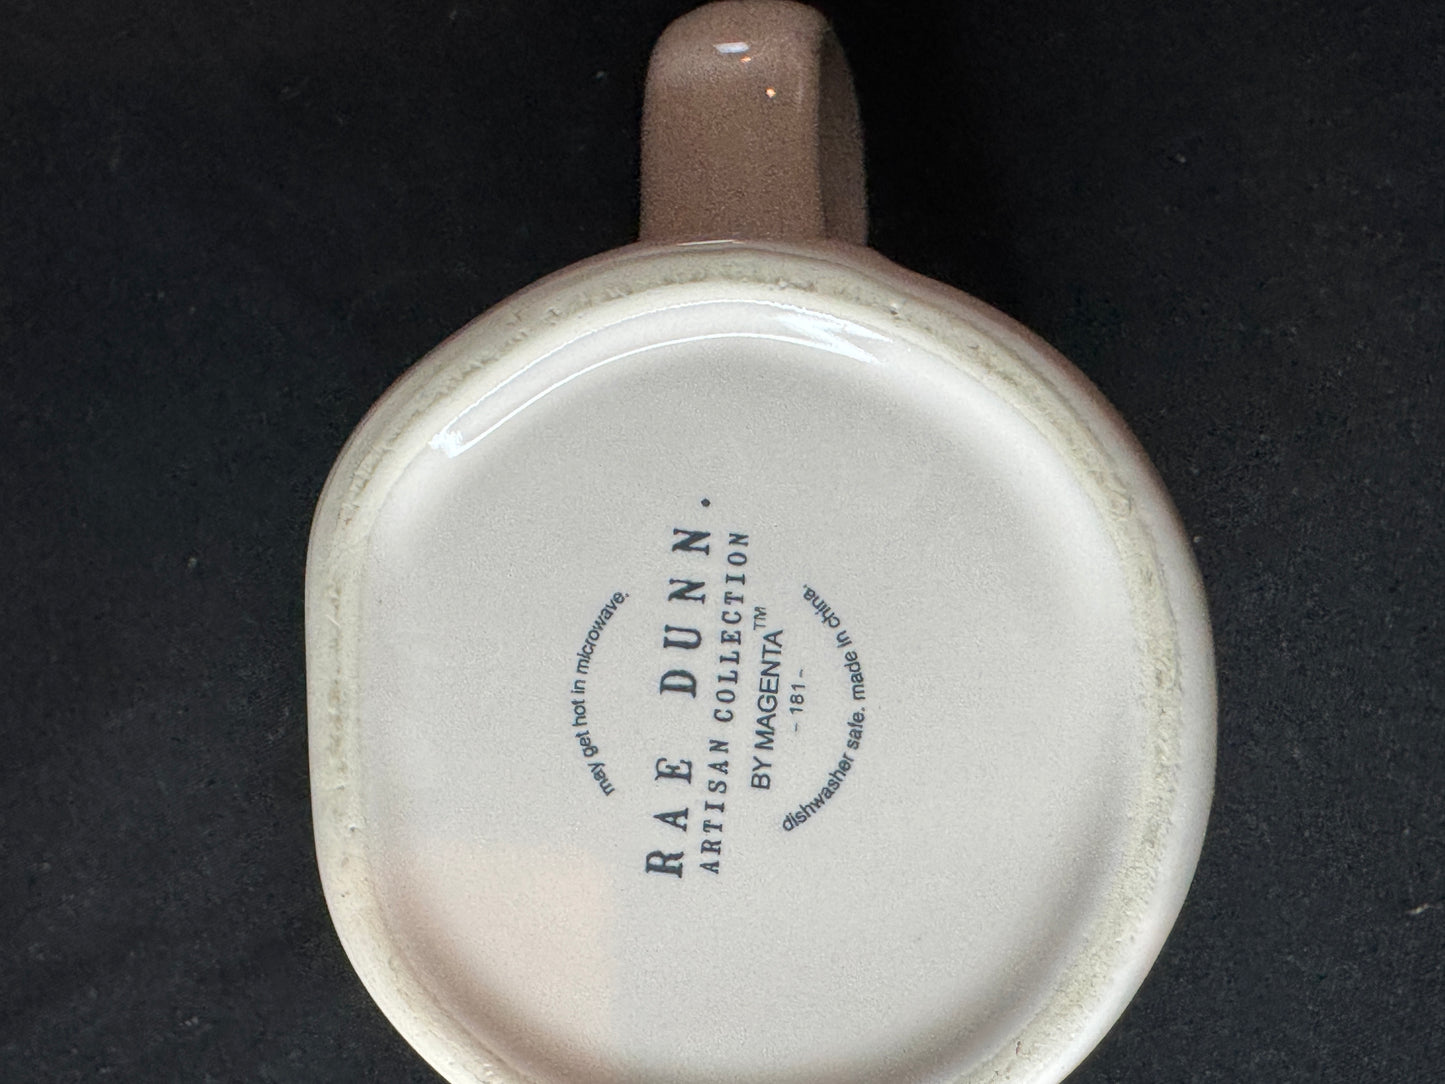 may get hot in microwave.
RAE DUNN.
ARTISAN COLLECTION
BY MAGENTA™
- 181 -
dishwasher safe. made in china.